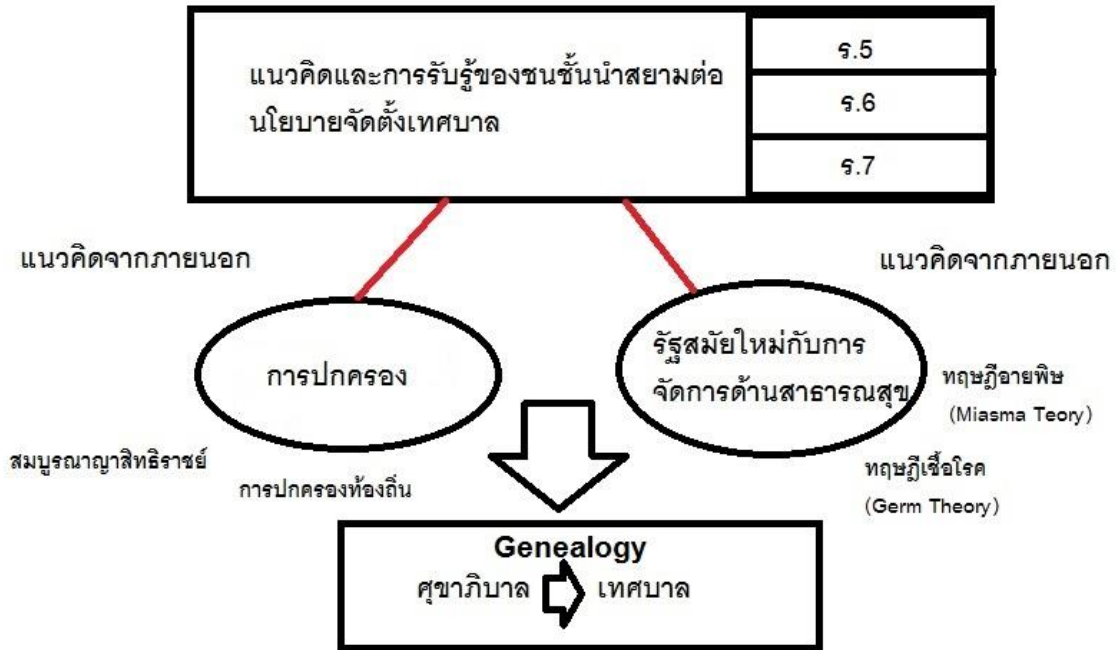 แนวคิดและการรับรู้ของชนชั้นนำสยามต่อ
นโยบายจัดตั้งเทศบาล
ร.5
ร.6
ร.7
แนวคิดจากภายนอก
แนวคิดจากภายนอก
การปกครอง
รัฐสมัยใหม่กับการ
จัดการด้านสาธารณสุข
ทฤษฎีอายพิษ
(Miasma Teory)
สมบูรณาญาสิทธิราชย์
การปกครองท้องถิ่น
ทฤษฎีเชื้อโรค
(Germ Theory)
Genealogy
ศุขาภิบาล เทศบาล